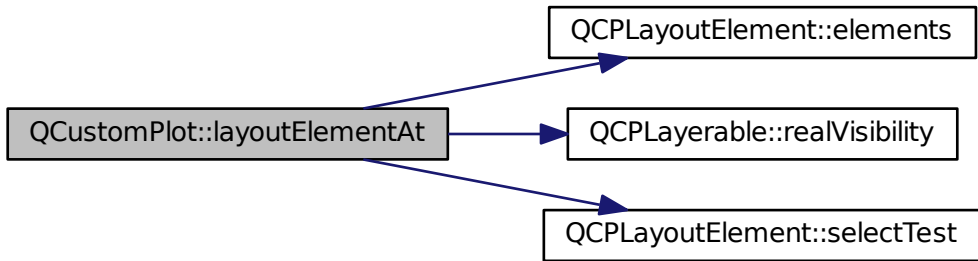 QCPLayoutElement::elements
QCustomPlot::layoutElementAt
QCPLayerable::realVisibility
QCPLayoutElement::selectTest